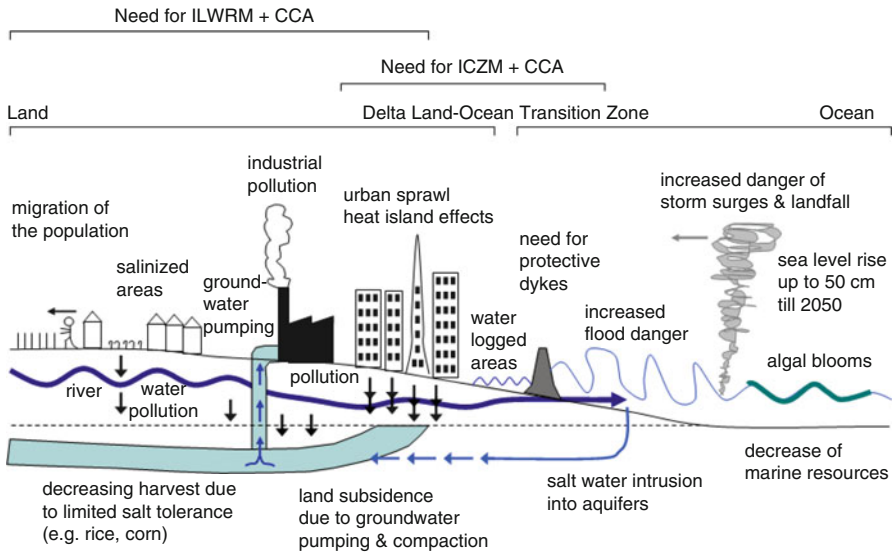 Need for ILWRM + CCA
Need for ICZM + CCA
Land
Delta Land-Ocean Transition Zone
Ocean
migration of
the population
salinized
areas
industrial
pollution
ground-
water
pumping
urban sprawl
heat island effects
need for
protective
dykes
increased danger of
storm surges & landfall
sea level rise
up to 50 cm
till 2050
water
logged
areas
increased
flood danger
algal blooms
river
water
pollution
pollution
decreasing harvest due
to limited salt tolerance
(e.g. rice, corn)
land subsidence
due to groundwater
pumping & compaction
salt water intrusion
into aquifers
decrease of
marine resources